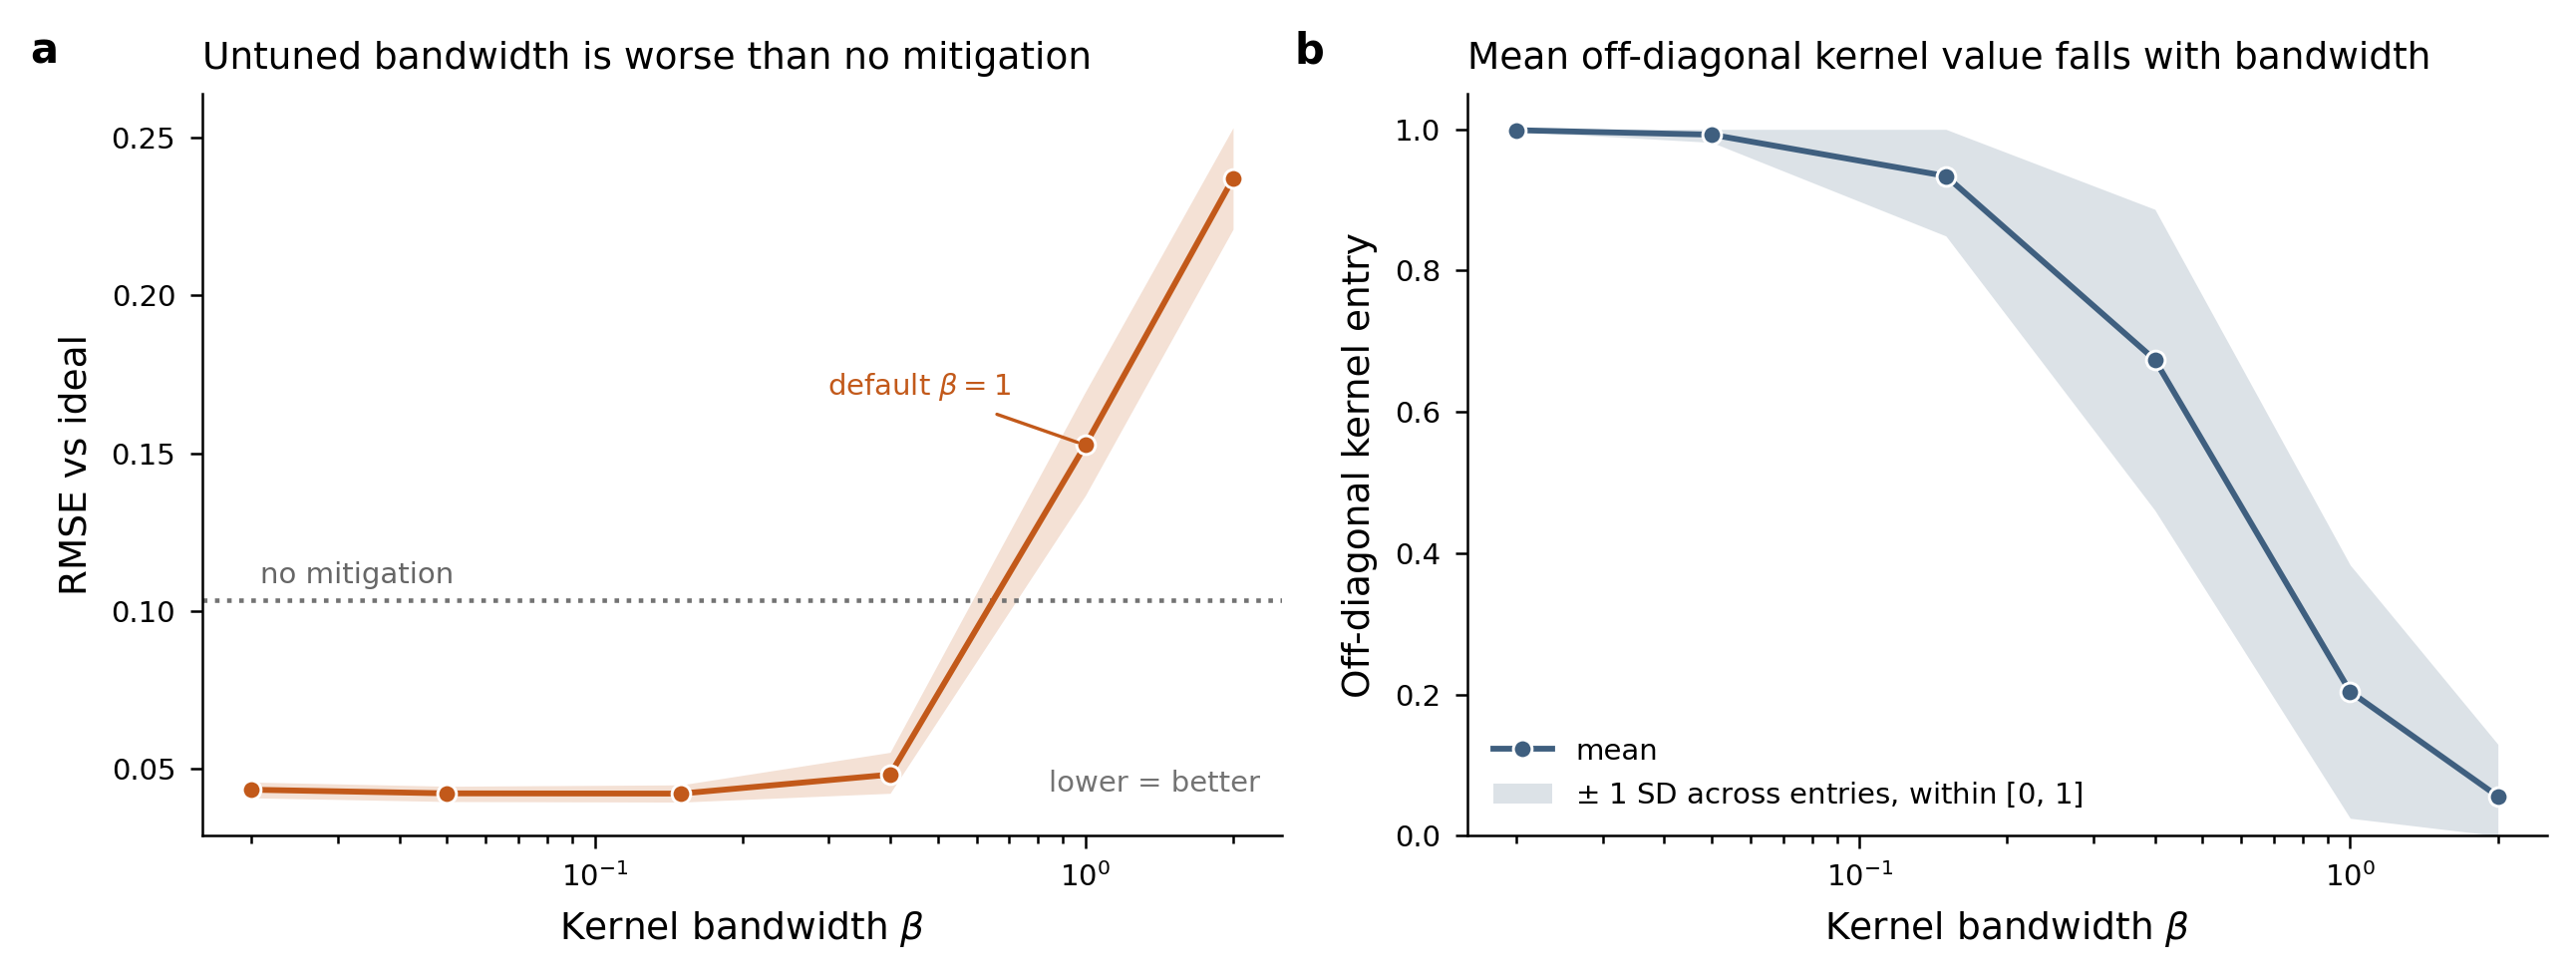 a
Untuned bandwidth is worse than no mitigation
RMSE vs ideal
0.25
0.20
0.15
0.10
0.05
default β = 1
no mitigation
lower = better
10⁻¹
10⁰
Kernel bandwidth β
b
Mean off-diagonal kernel value falls with bandwidth
Off-diagonal kernel entry
1.0
0.8
0.6
0.4
0.2
0.0
mean
± 1 SD across entries, within [0, 1]
10⁻¹
10⁰
Kernel bandwidth β